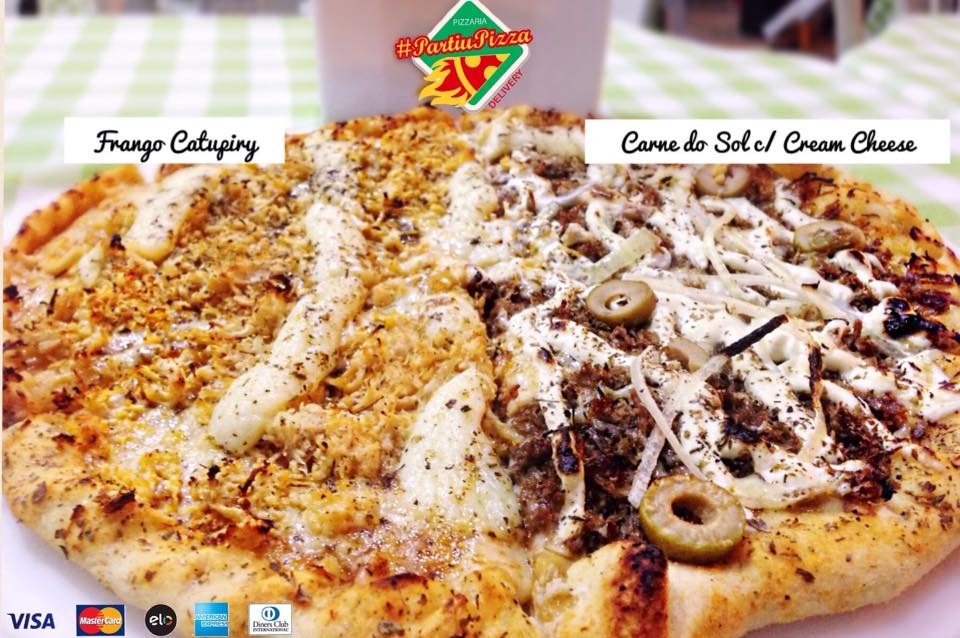 PIZZARIA
#PartiuPizza
DELIVERY
Frango Catupiry
Carne do Sol c/ Cream Cheese
VISA
MasterCard
elo
AMERICAN EXPRESS
Diners Club
INTERNATIONAL